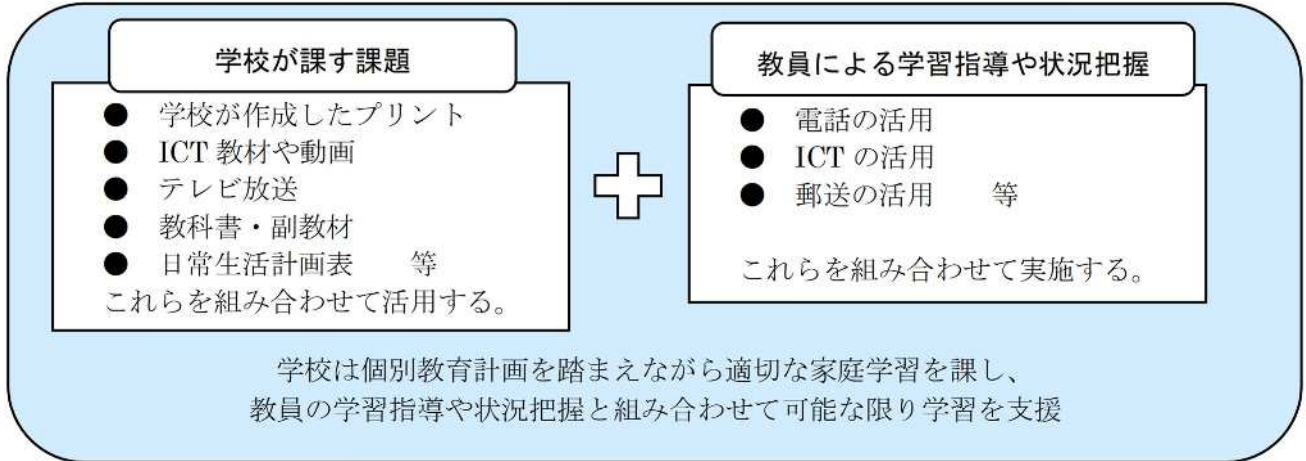 学校が課す課題
● 学校が作成したプリント
● ICT 教材や動画
● テレビ放送
● 教科書・副教材
● 日常生活計画表　　等
これらを組み合わせて活用する。
教員による学習指導や状況把握
● 電話の活用
● ICT の活用
● 郵送の活用　　等
これらを組み合わせて実施する。
学校は個別教育計画を踏まえながら適切な家庭学習を課し、
教員の学習指導や状況把握と組み合わせて可能な限り学習を支援